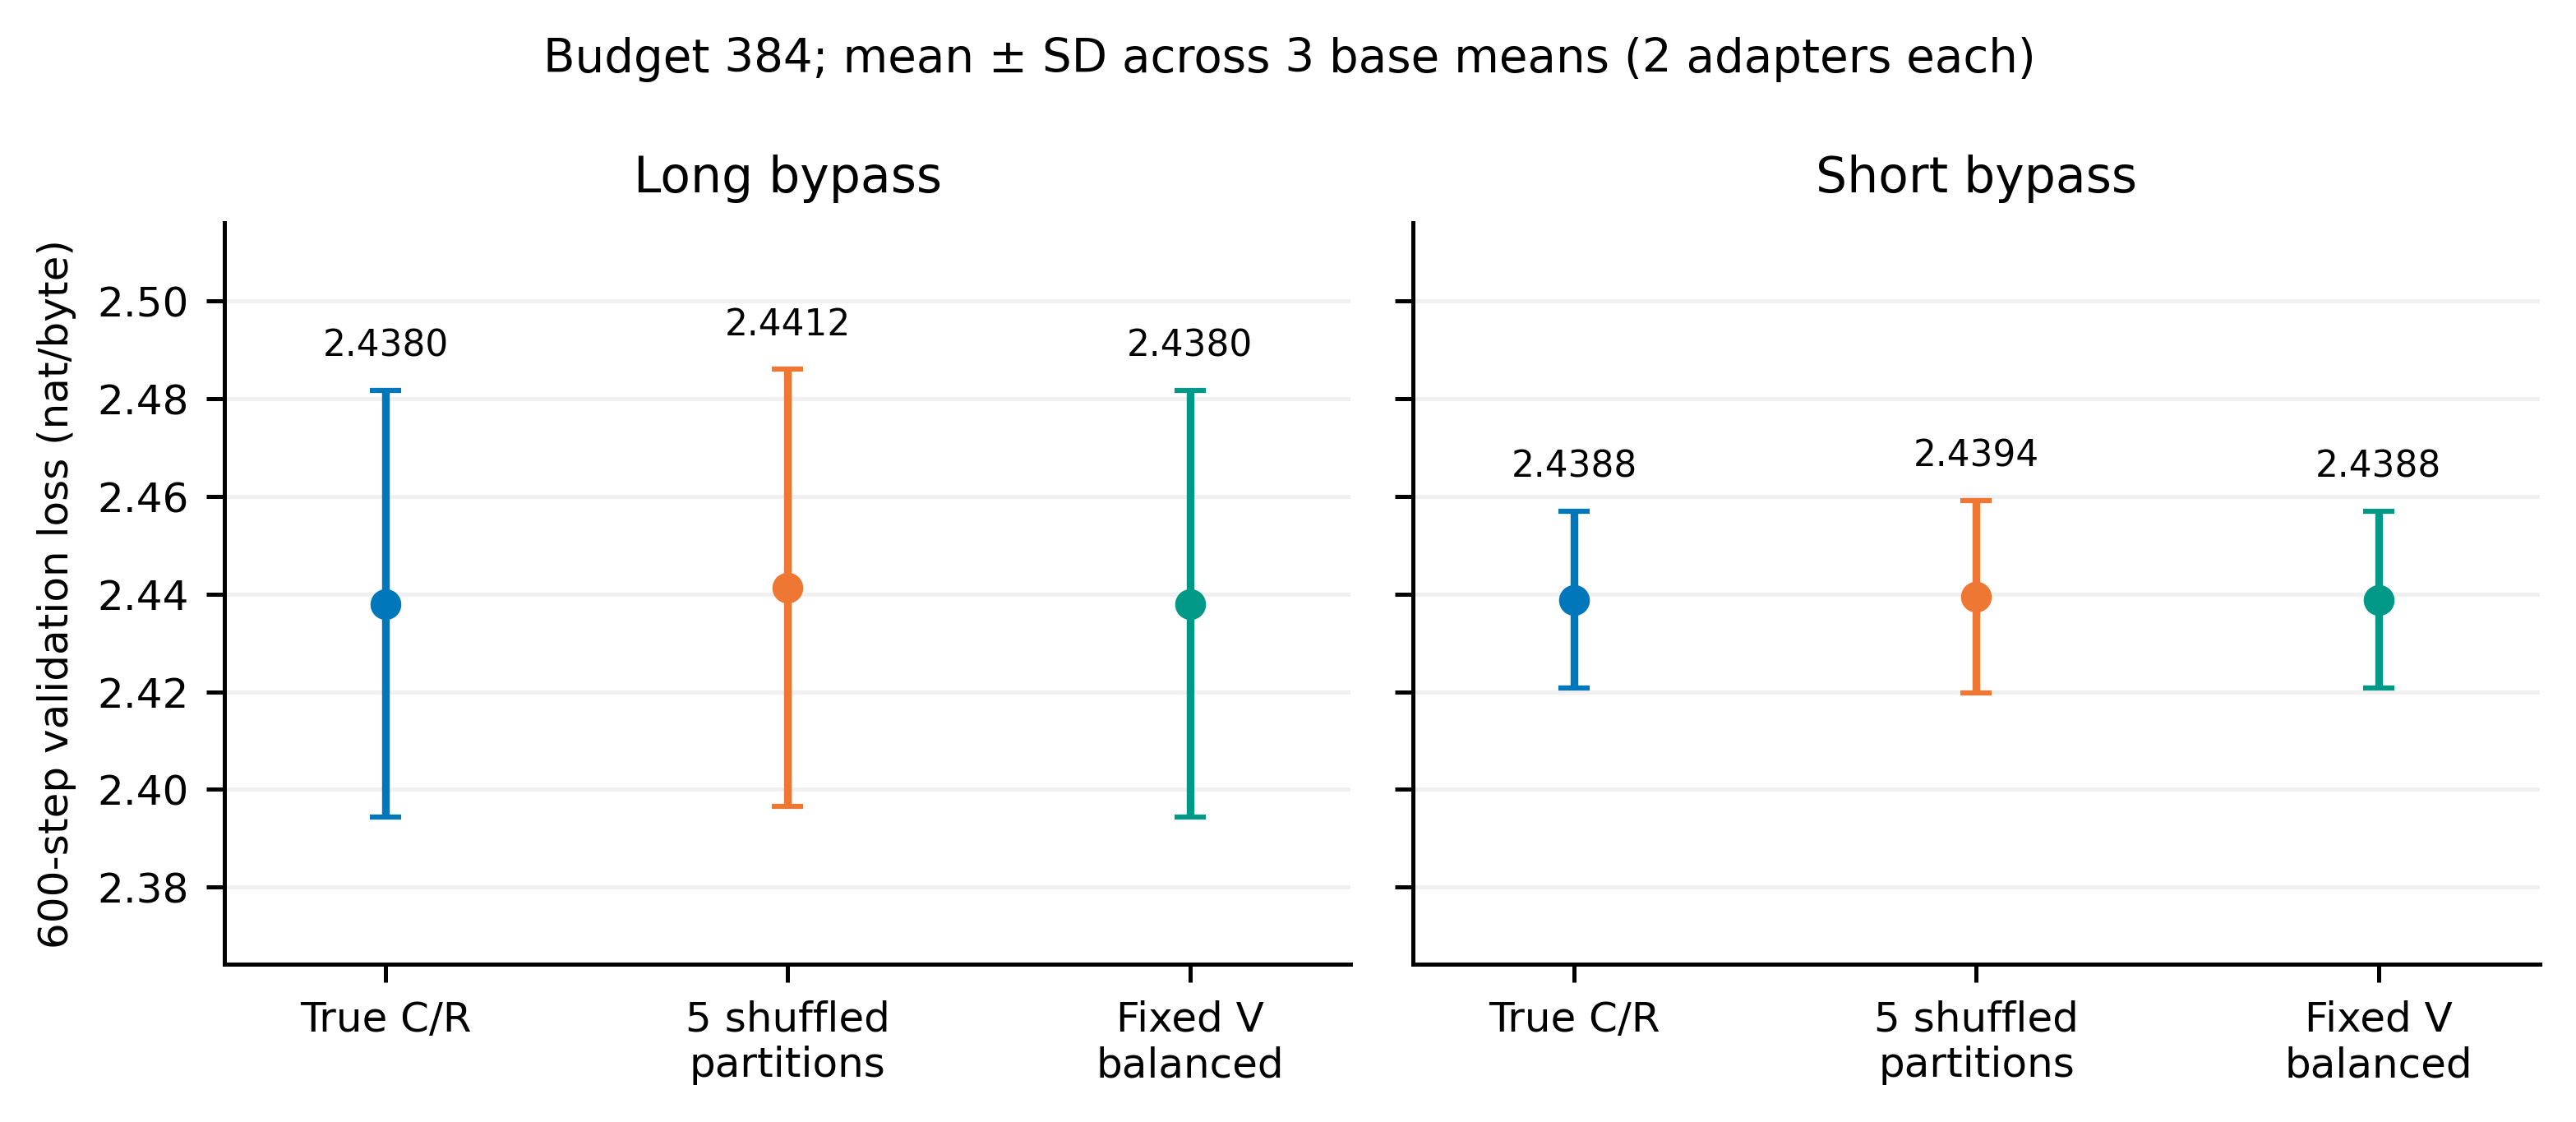 Budget 384; mean ± SD across 3 base means (2 adapters each)
Long bypass
600-step validation loss (nat/byte)
2.50
2.48
2.46
2.44
2.42
2.40
2.38
2.4380
2.4412
2.4380
True C/R
5 shuffled
partitions
Fixed V
balanced
Short bypass
2.4388
2.4394
2.4388
True C/R
5 shuffled
partitions
Fixed V
balanced